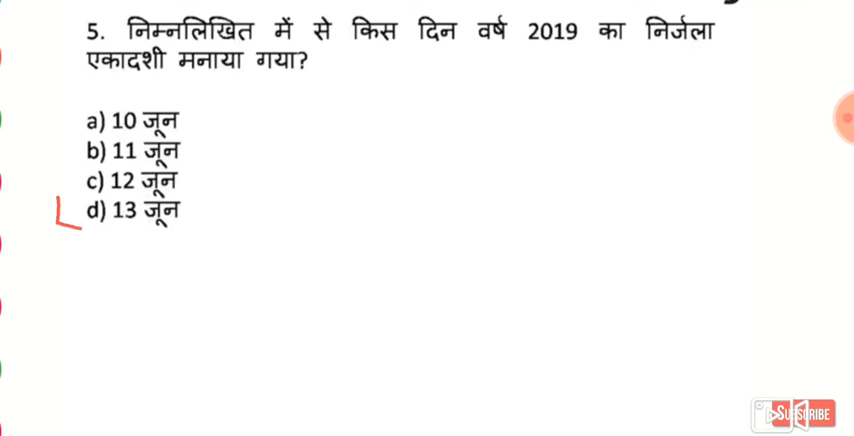 5. निम्नलिखित में से किस दिन वर्ष 2019 का निर्जला
एकादशी मनाया गया?
a) 10 जून
b) 11 जून
c) 12 जून
d) 13 जून
SUBSCRIBE